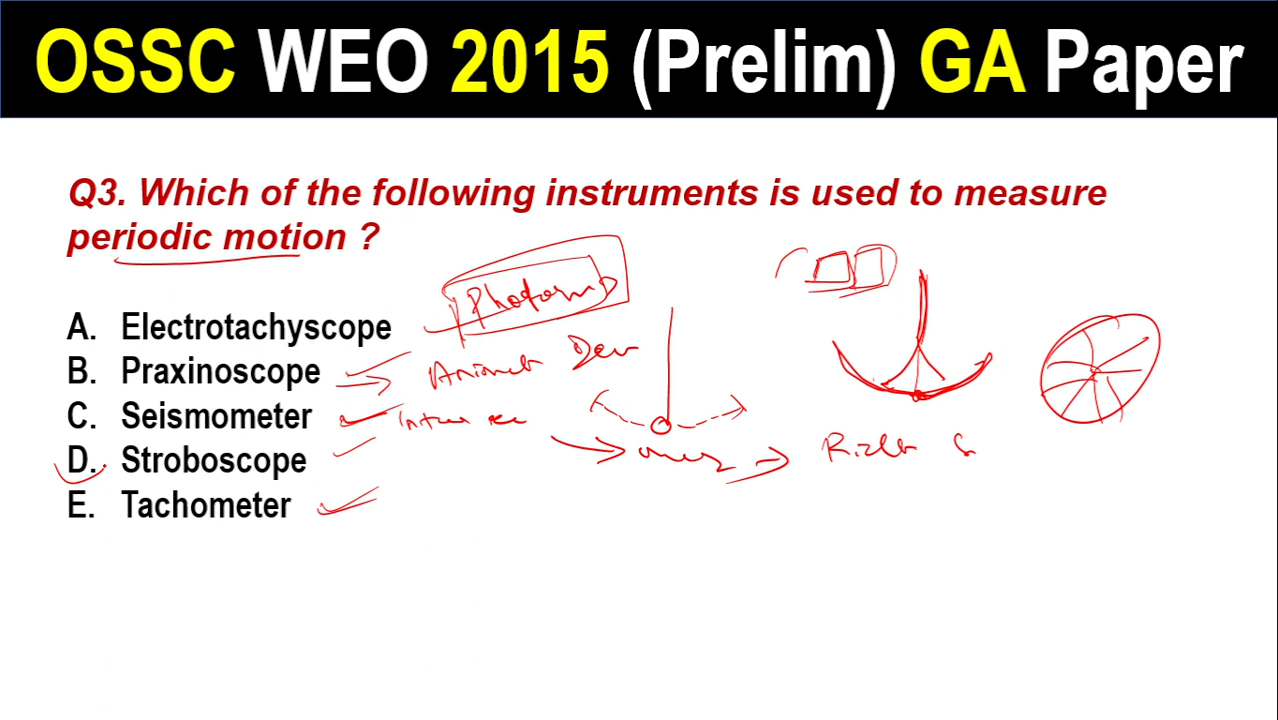 OSSC WEO 2015 (Prelim) GA Paper
Q3. Which of the following instruments is used to measure
periodic motion ?
A. Electrotachyscope
B. Praxinoscope
C. Seismometer
D. Stroboscope
E. Tachometer